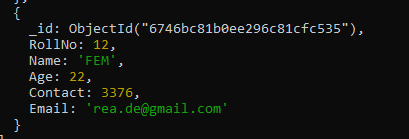 },
{
_id: ObjectId("6746bc81b0ee296c81cfc535"),
RollNo: 12,
Name: 'FEM',
Age: 22,
Contact: 3376,
Email: 'rea.de@gmail.com'
}